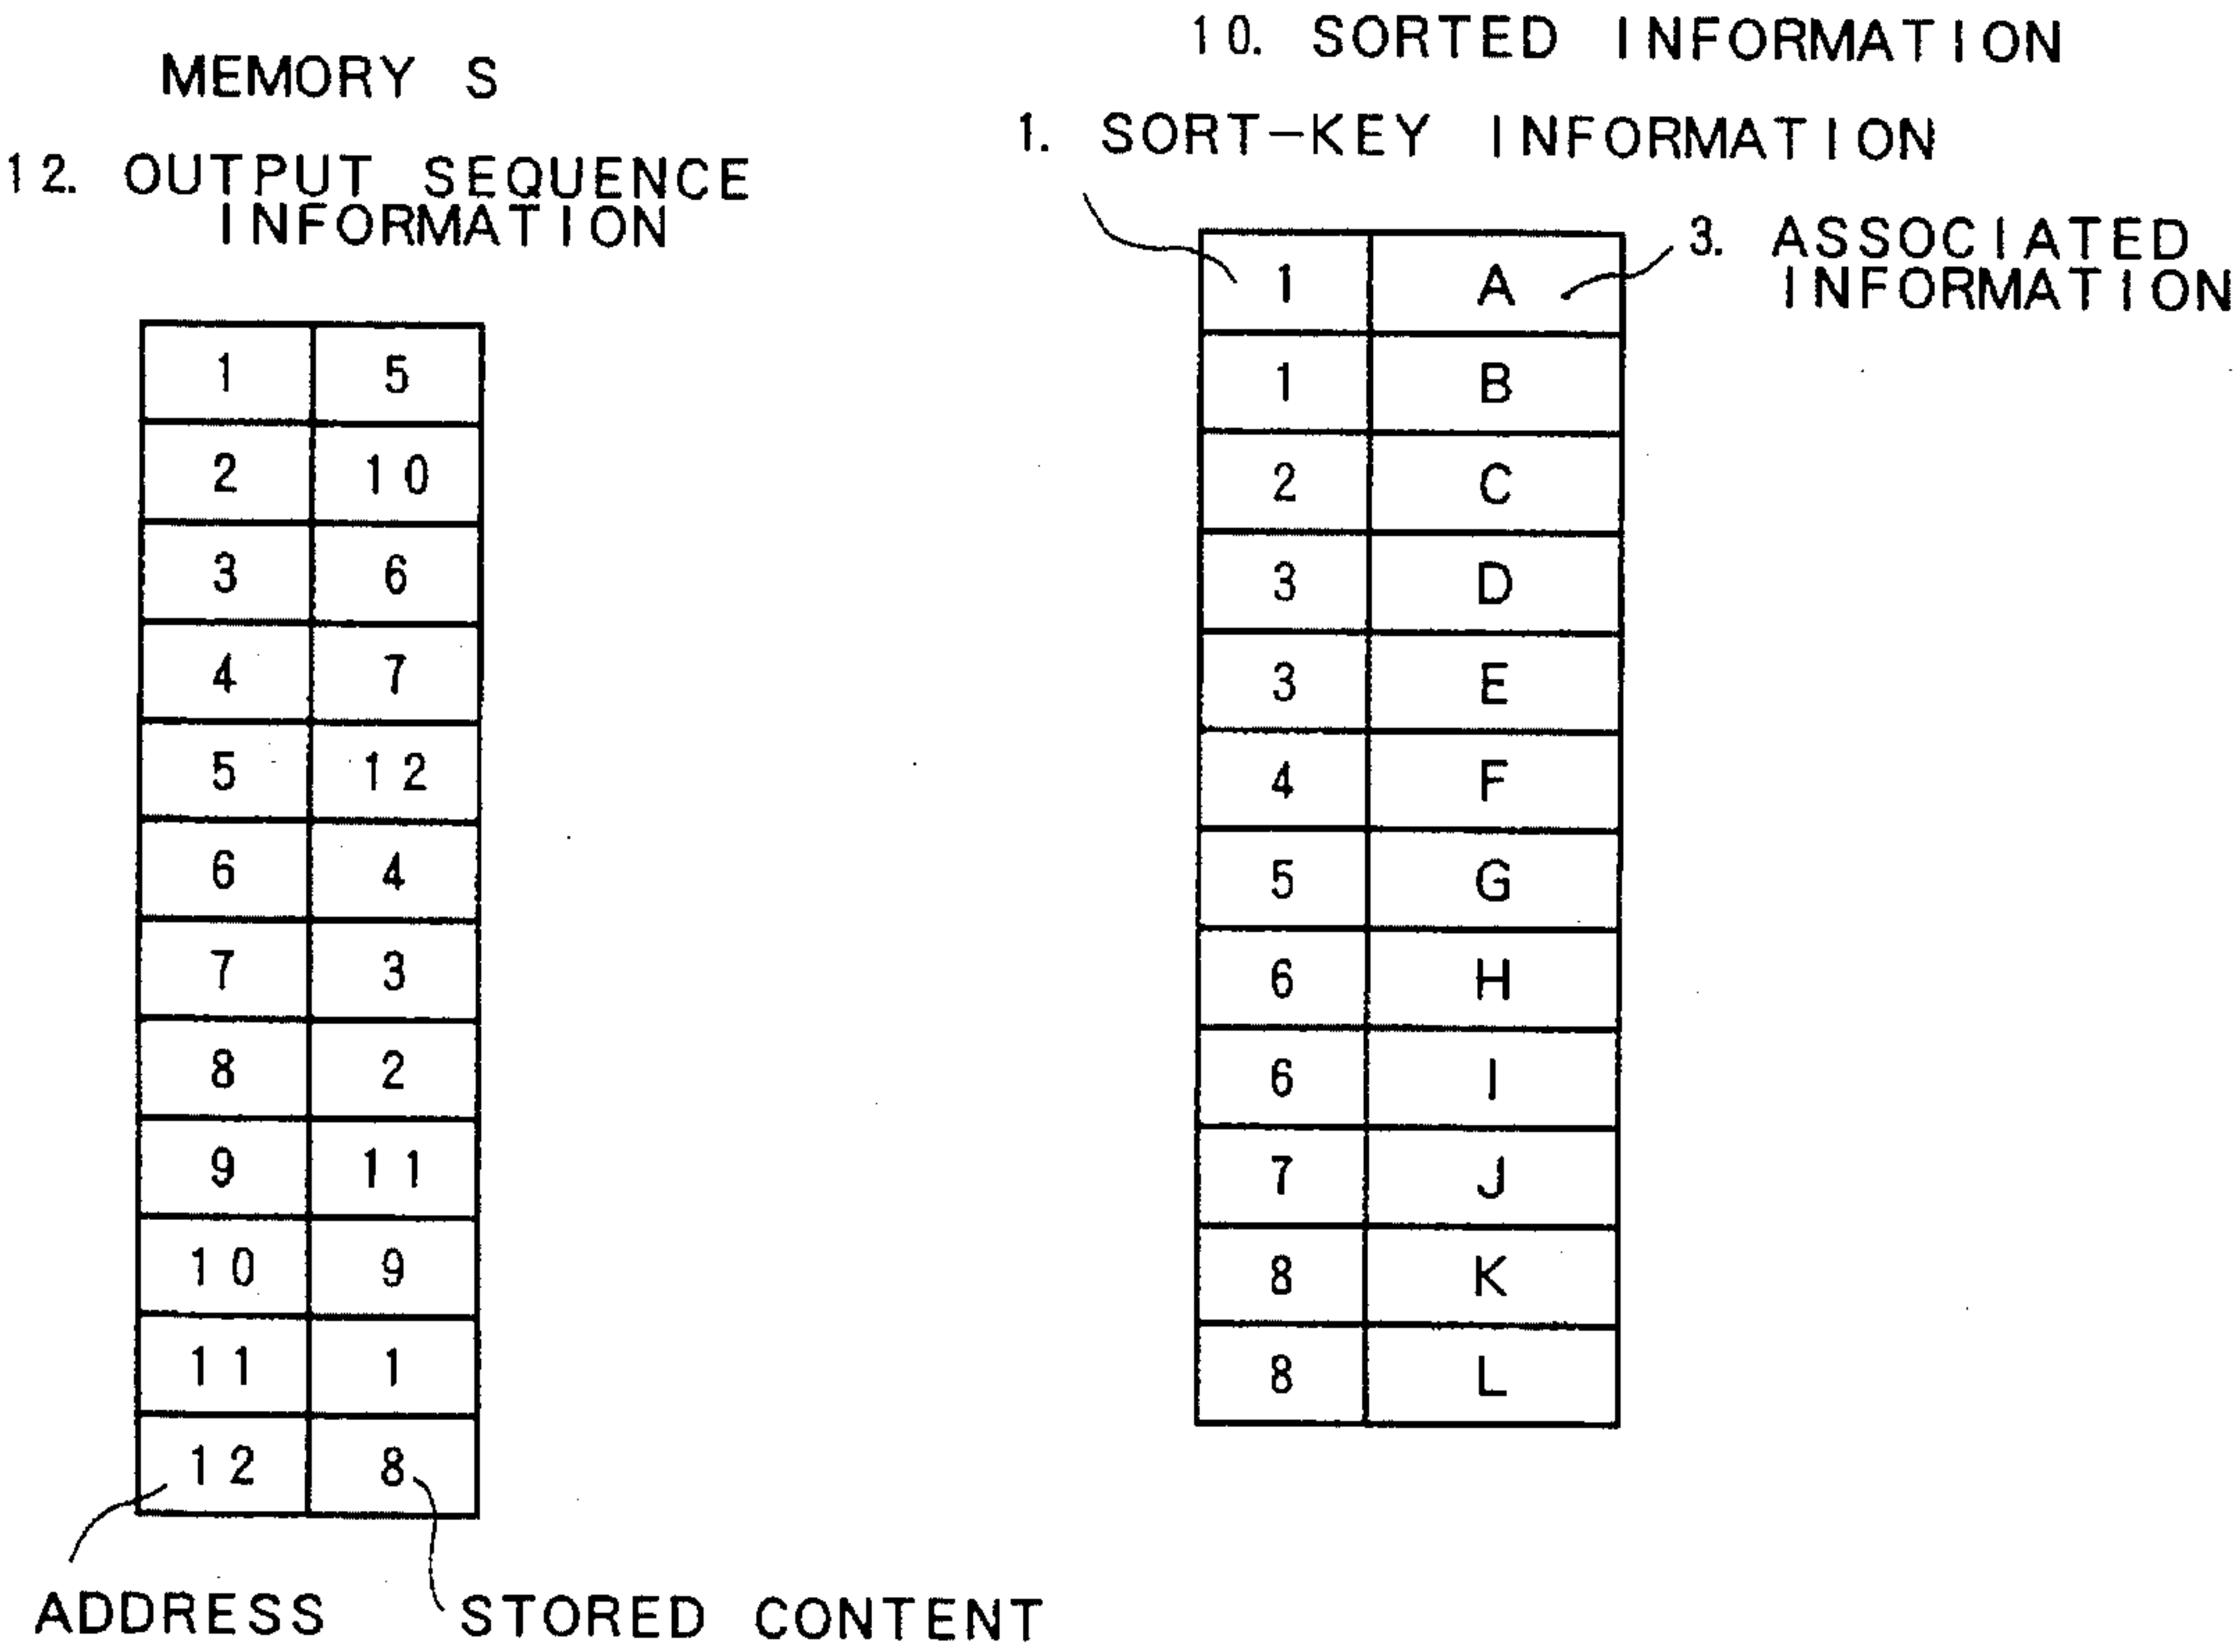 MEMORY S
12. OUTPUT SEQUENCE
INFORMATION
1 5
2 10
3 6
4 7
5 12
6 4
7 3
8 2
9 11
10 9
11 1
12 8
ADDRESS
STORED CONTENT
10. SORTED INFORMATION
1. SORT-KEY INFORMATION
3. ASSOCIATED
INFORMATION
1 A
1 B
2 C
3 D
3 E
4 F
5 G
6 H
6 I
7 J
8 K
8 L